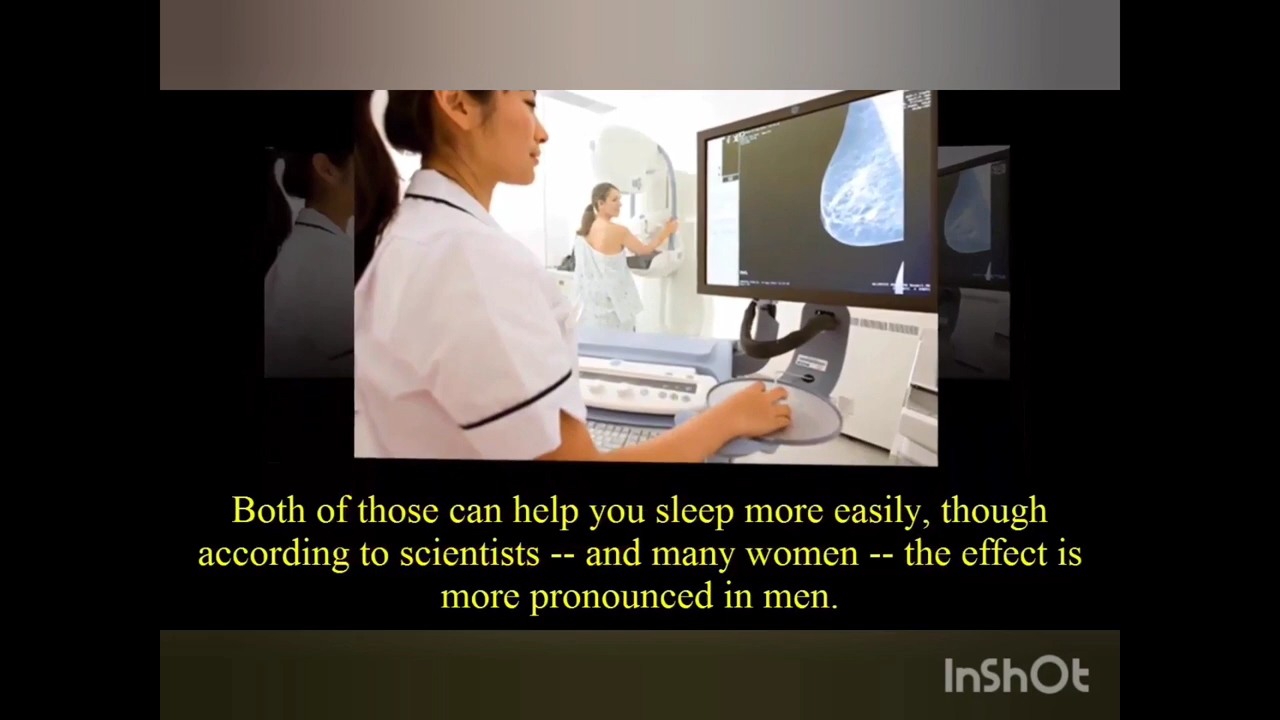 Both of those can help you sleep more easily, though
according to scientists -- and many women -- the effect is
more pronounced in men.
InShOt